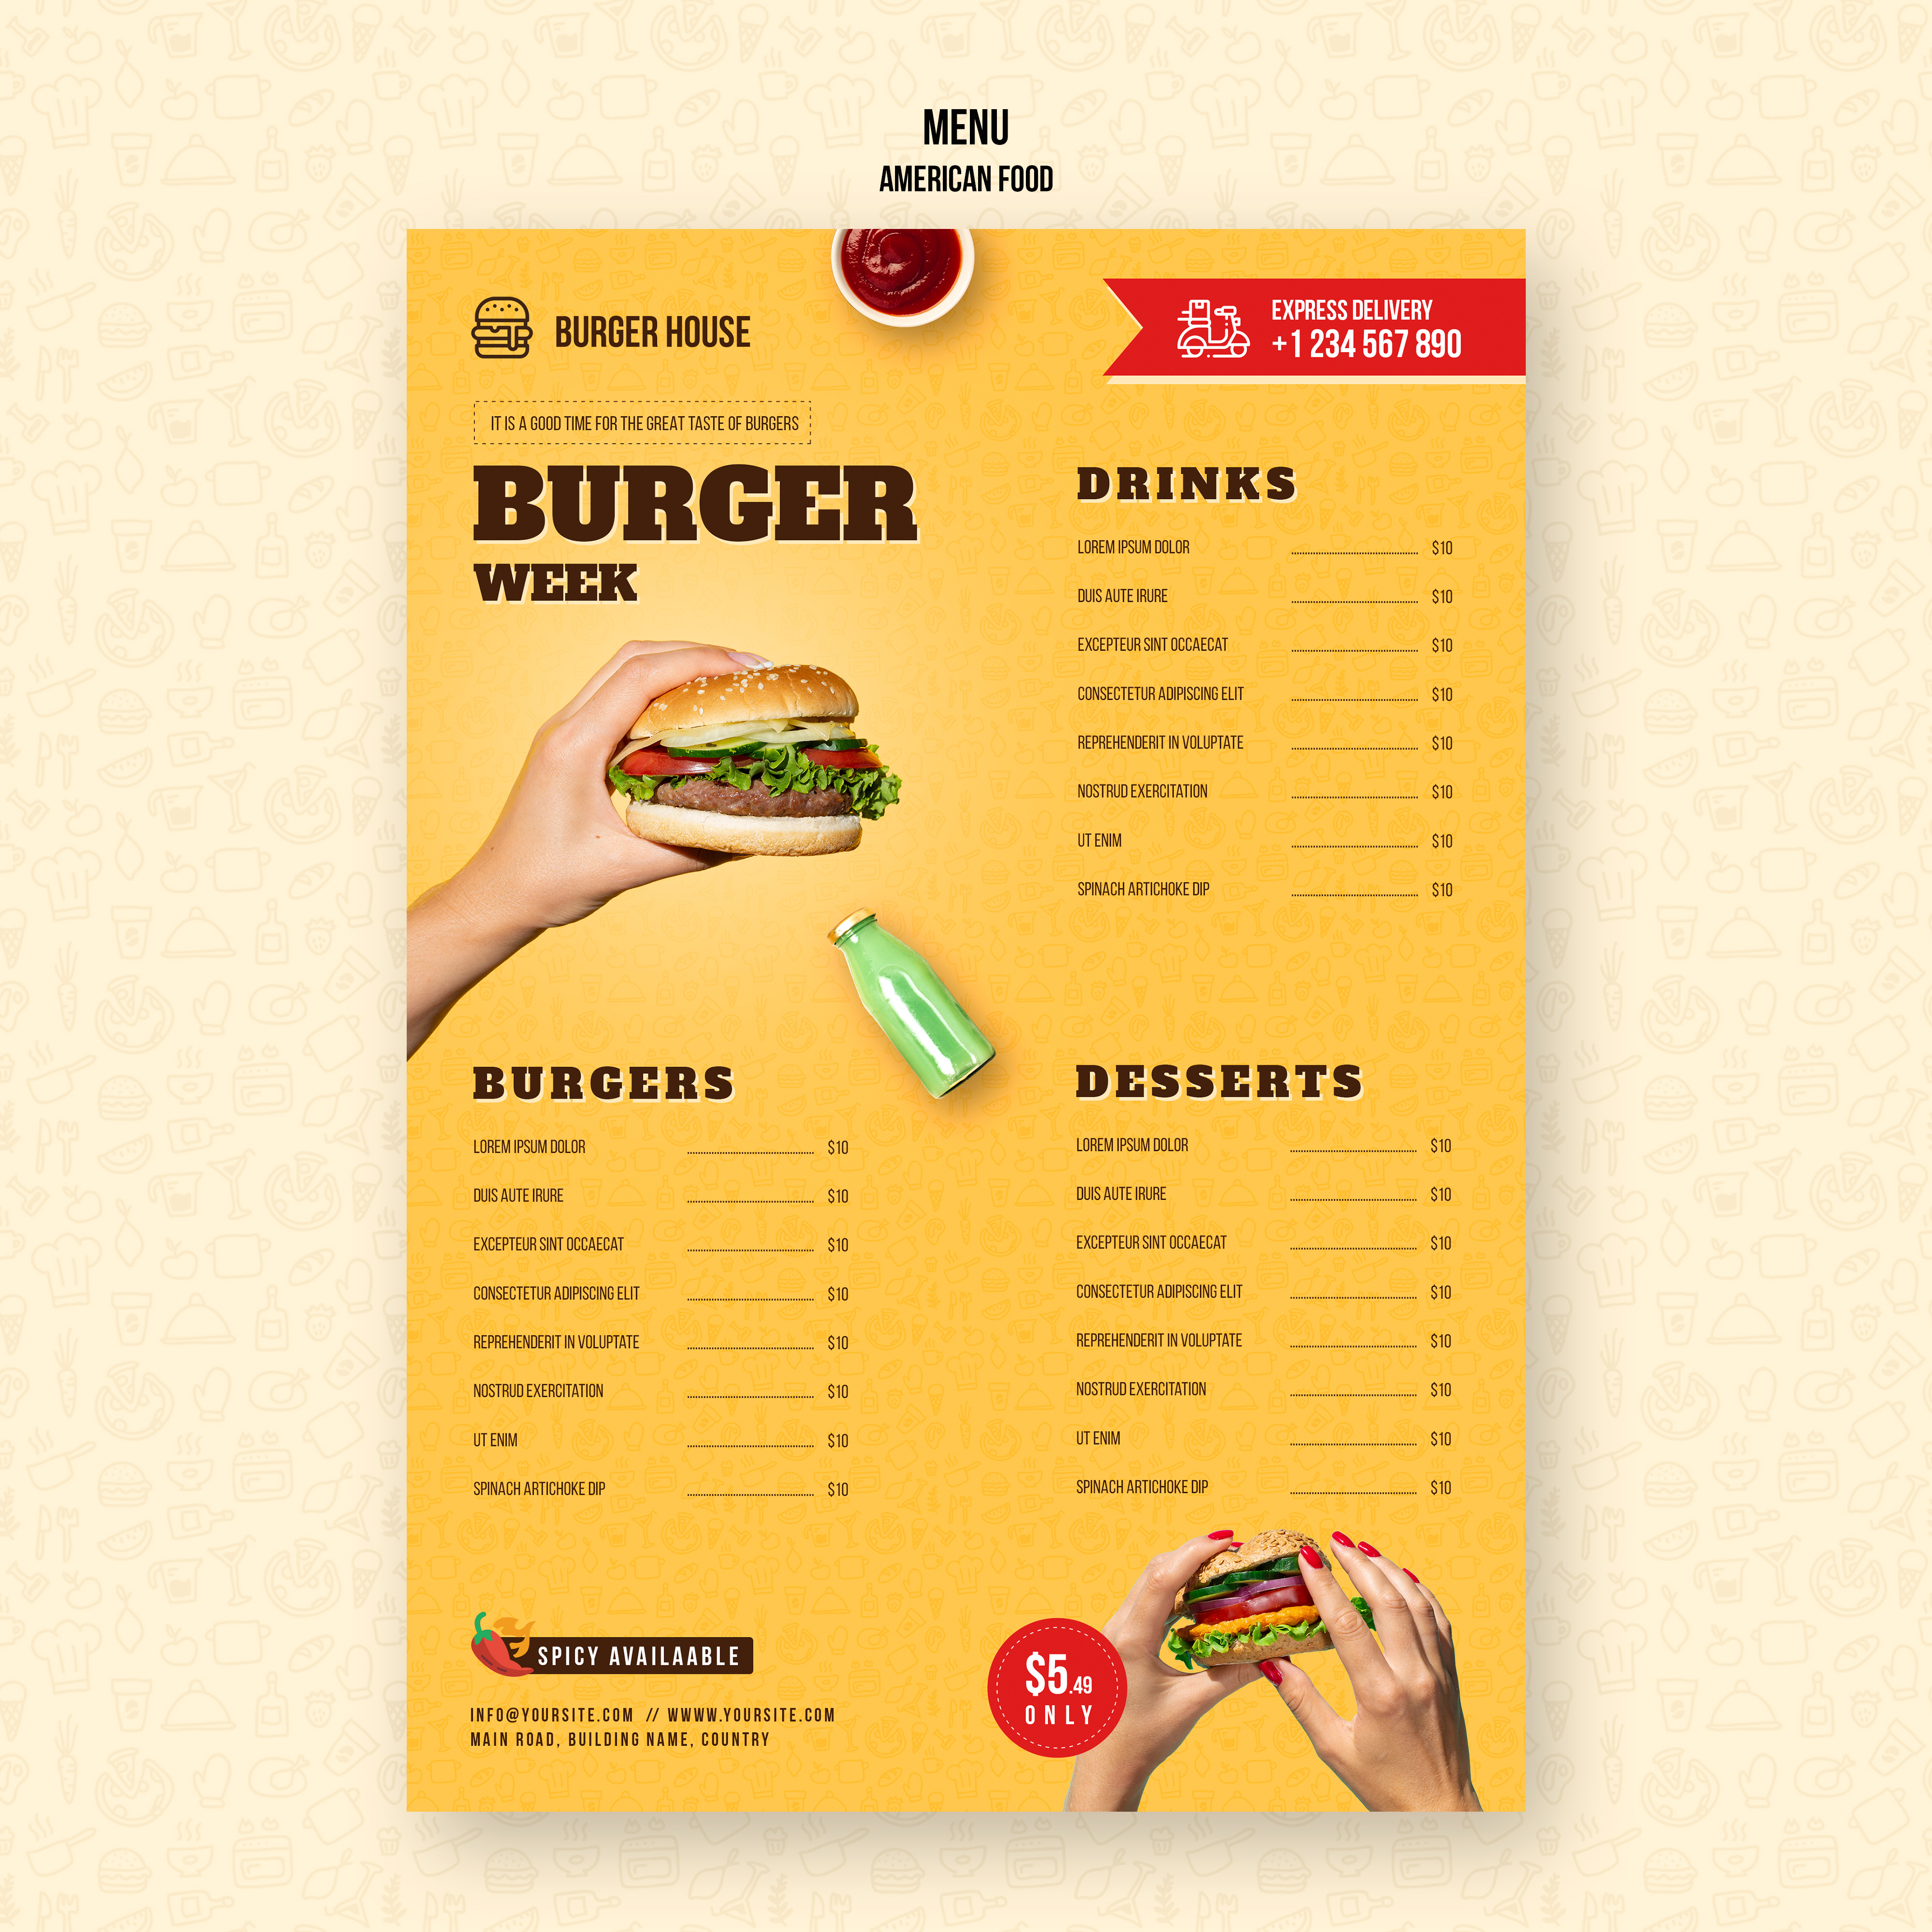 MENU
AMERICAN FOOD
BURGER HOUSE
EXPRESS DELIVERY
+1 234 567 890
IT IS A GOOD TIME FOR THE GREAT TASTE OF BURGERS
BURGER
WEEK
DRINKS
LOREM IPSUM DOLOR $10
DUIS AUTE IRURE $10
EXCEPTEUR SINT OCCAECAT $10
CONSECTETUR ADIPISCING ELIT $10
REPREHENDERIT IN VOLUPTATE $10
NOSTRUD EXERCITATION $10
UT ENIM $10
SPINACH ARTICHOKE DIP $10
BURGERS
LOREM IPSUM DOLOR $10
DUIS AUTE IRURE $10
EXCEPTEUR SINT OCCAECAT $10
CONSECTETUR ADIPISCING ELIT $10
REPREHENDERIT IN VOLUPTATE $10
NOSTRUD EXERCITATION $10
UT ENIM $10
SPINACH ARTICHOKE DIP $10
DESSERTS
LOREM IPSUM DOLOR $10
DUIS AUTE IRURE $10
EXCEPTEUR SINT OCCAECAT $10
CONSECTETUR ADIPISCING ELIT $10
REPREHENDERIT IN VOLUPTATE $10
NOSTRUD EXERCITATION $10
UT ENIM $10
SPINACH ARTICHOKE DIP $10
SPICY AVAILAABLE
INFO@YOURSITE.COM // WWWW.YOURSITE.COM
MAIN ROAD, BUILDING NAME, COUNTRY
$5.49
ONLY